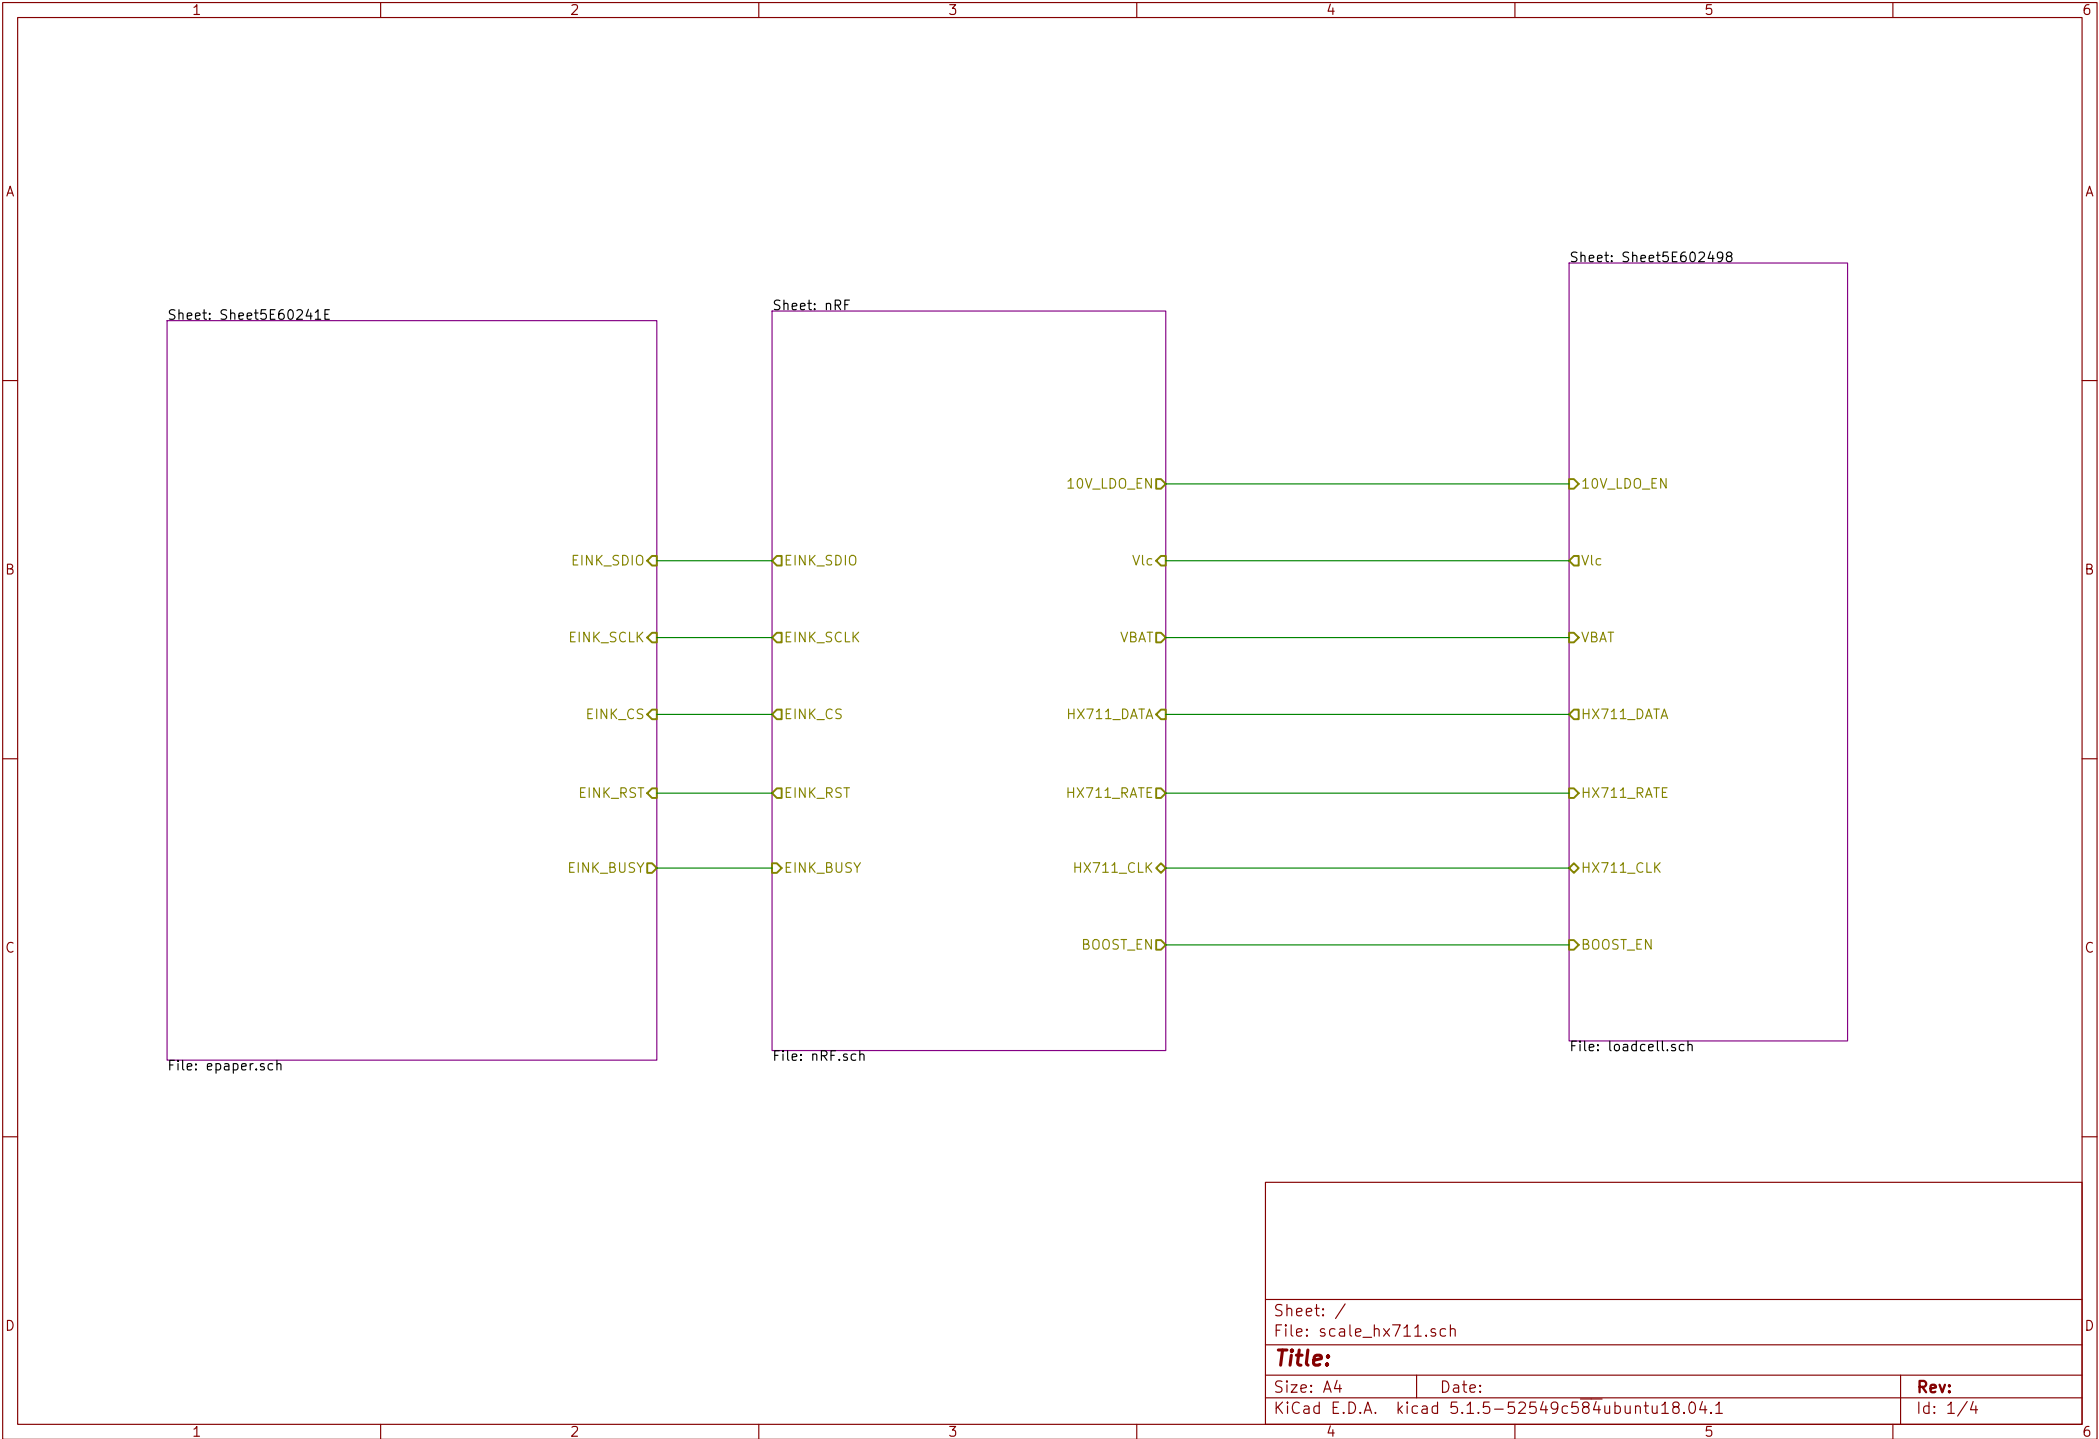 1 2 3 4 5 6
A A
Sheet: Sheet5E602498
Sheet: nRF
Sheet: Sheet5E60241E
10V_LDO_EN 10V_LDO_EN
EINK_SDIO EINK_SDIO Vlc Vlc
B B
EINK_SCLK EINK_SCLK VBAT VBAT
EINK_CS EINK_CS HX711_DATA HX711_DATA
EINK_RST EINK_RST HX711_RATE HX711_RATE
EINK_BUSY EINK_BUSY HX711_CLK HX711_CLK
C BOOST_EN BOOST_EN C
File: loadcell.sch
File: nRF.sch
File: epaper.sch
Sheet: /
D File: scale_hx711.sch D
Title:
Size: A4 Date: Rev:
KiCad E.D.A. kicad 5.1.5-52549c584ubuntu18.04.1 Id: 1/4
1 2 3 4 5 6